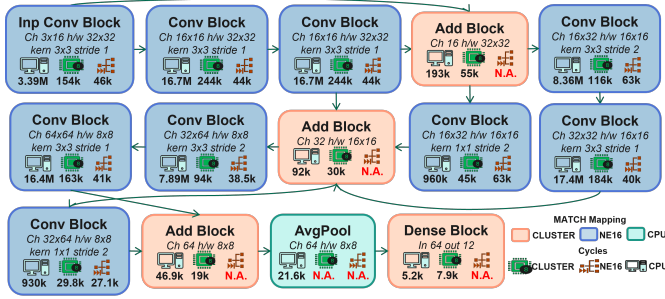 Inp Conv Block
Ch 3x16 h/w 32x32
kern 3x3 stride 1
3.39M 154k 46k
Conv Block
Ch 16x16 h/w 32x32
kern 3x3 stride 1
16.7M 244k 44k
Conv Block
Ch 16x16 h/w 32x32
kern 3x3 stride 1
16.7M 244k 44k
Add Block
Ch 16 h/w 32x32
193k 55k N.A.
Conv Block
Ch 16x32 h/w 16x16
kern 3x3 stride 2
8.36M 116k 63k
Conv Block
Ch 64x64 h/w 8x8
kern 3x3 stride 1
16.4M 163k 41k
Conv Block
Ch 32x64 h/w 8x8
kern 3x3 stride 2
7.89M 94k 38.5k
Add Block
Ch 32 h/w 16x16
92k 30k N.A.
Conv Block
Ch 16x32 h/w 16x16
kern 1x1 stride 2
960k 45k 63k
Conv Block
Ch 32x32 h/w 16x16
kern 3x3 stride 1
17.4M 184k 40k
Conv Block
Ch 32x64 h/w 8x8
kern 1x1 stride 2
930k 29.8k 27.1k
Add Block
Ch 64 h/w 8x8
46.9k 19k N.A.
AvgPool
Ch 64 h/w 8x8
21.6k N.A. N.A.
Dense Block
In 64 out 12
5.2k 7.9k N.A.
MATCH Mapping
CLUSTER NE16 CPU
Cycles
CLUSTER NE16 CPU